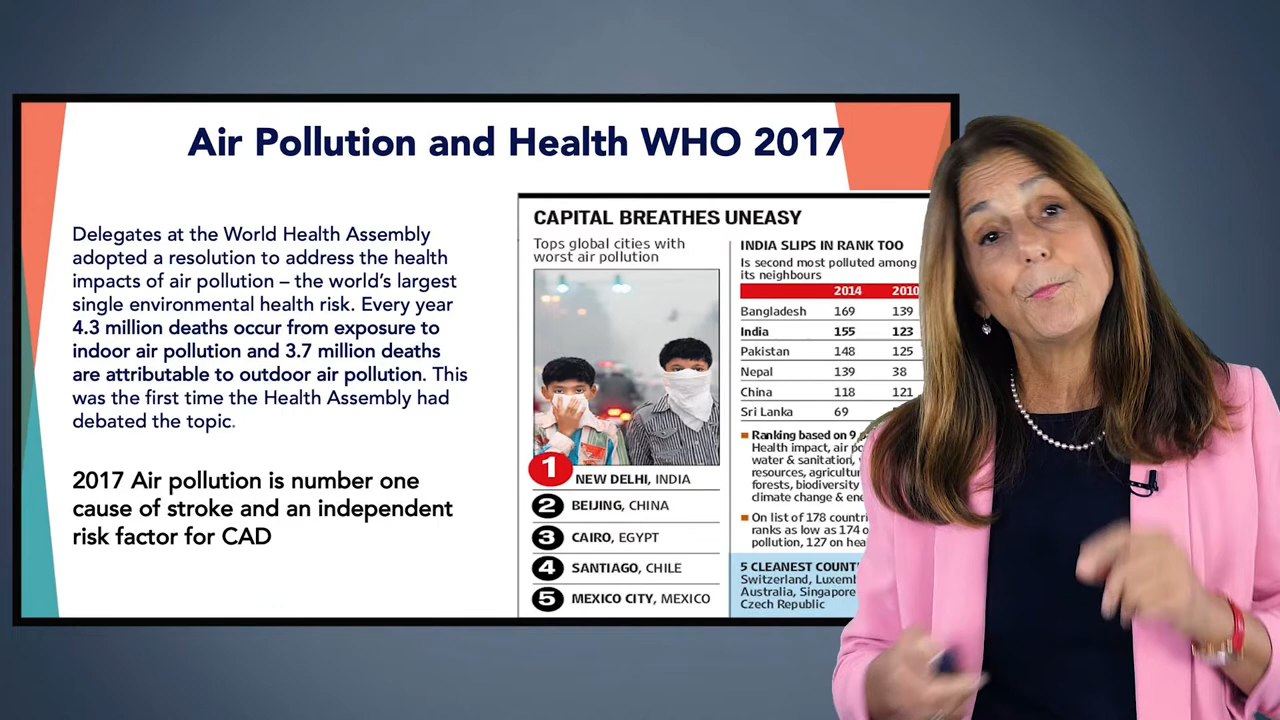 Air Pollution and Health WHO 2017
Delegates at the World Health Assembly
adopted a resolution to address the health
impacts of air pollution – the world's largest
single environmental health risk. Every year
4.3 million deaths occur from exposure to
indoor air pollution and 3.7 million deaths
are attributable to outdoor air pollution. This
was the first time the Health Assembly had
debated the topic.
2017 Air pollution is number one
cause of stroke and an independent
risk factor for CAD
CAPITAL BREATHES UNEASY
Tops global cities with
worst air pollution
1 NEW DELHI, INDIA
2 BEIJING, CHINA
3 CAIRO, EGYPT
4 SANTIAGO, CHILE
5 MEXICO CITY, MEXICO
INDIA SLIPS IN RANK TOO
Is second most polluted among
its neighbours
2014 2010
Bangladesh 169 139
India 155 123
Pakistan 148 125
Nepal 139 38
China 118 121
Sri Lanka 69
Ranking based on 9
Health impact, air
water & sanitation,
resources,
forests, biodiversity
climate change &
On list of 178
ranks as low as 174
pollution, 127 on
5 CLEANEST
Switzerland,
Australia, Singapore
Czech Republic